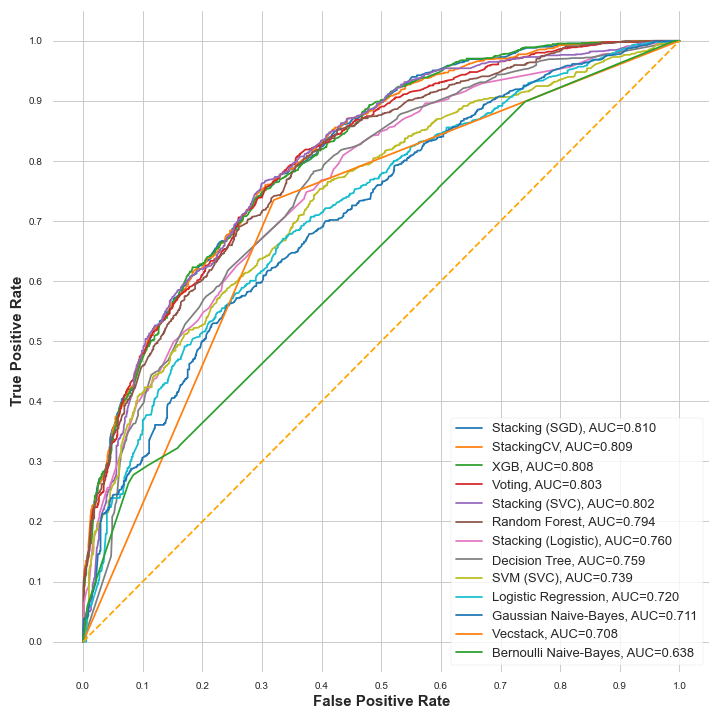 1.0
0.9
0.8
0.7
0.6
0.5
0.4
0.3
0.2
0.1
0.0
True Positive Rate
Stacking (SGD), AUC=0.810
StackingCV, AUC=0.809
XGB, AUC=0.808
Voting, AUC=0.803
Stacking (SVC), AUC=0.802
Random Forest, AUC=0.794
Stacking (Logistic), AUC=0.760
Decision Tree, AUC=0.759
SVM (SVC), AUC=0.739
Logistic Regression, AUC=0.720
Gaussian Naive-Bayes, AUC=0.711
Vecstack, AUC=0.708
Bernoulli Naive-Bayes, AUC=0.638
0.0 0.1 0.2 0.3 0.4 0.5 0.6 0.7 0.8 0.9 1.0
False Positive Rate